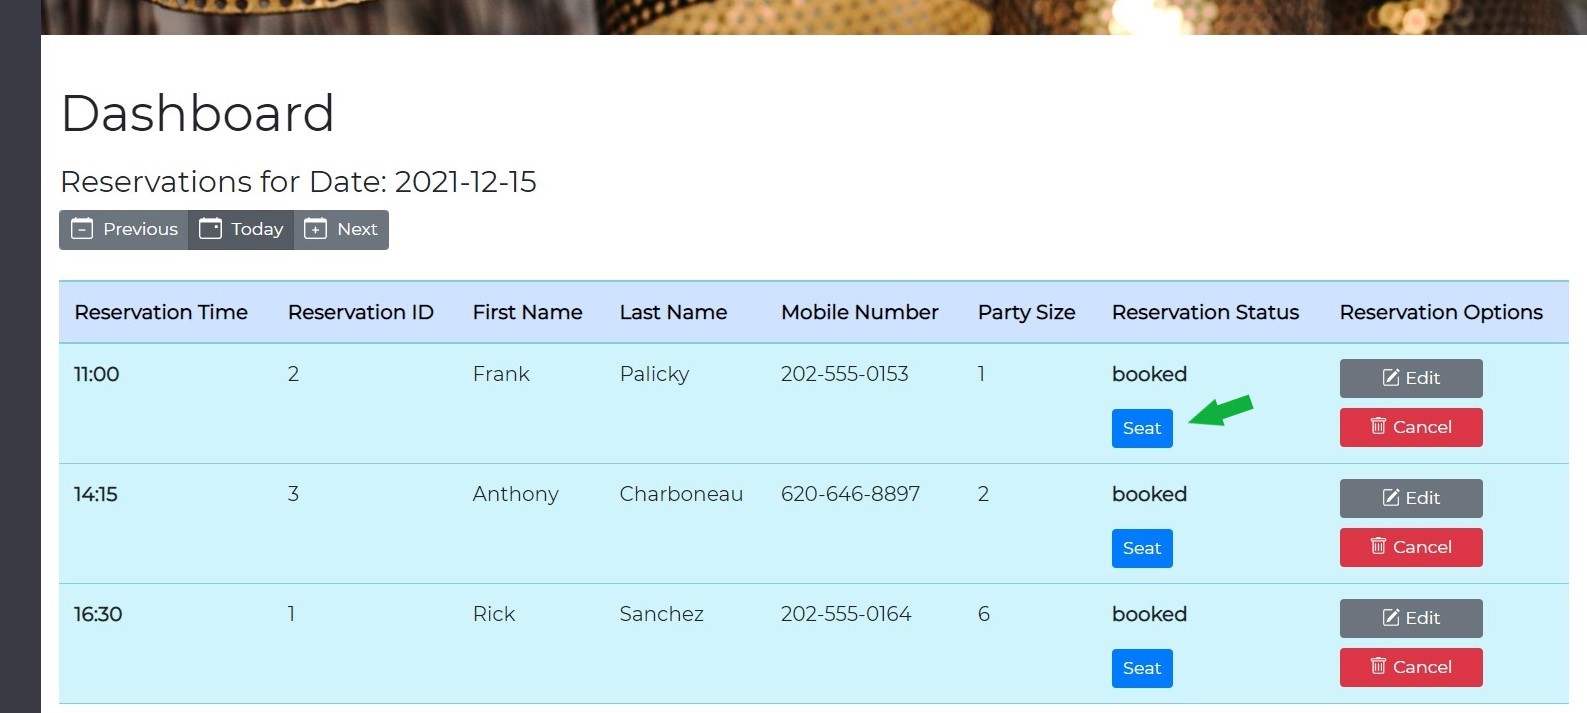 Dashboard
Reservations for Date: 2021-12-15
Previous Today Next
Reservation Time Reservation ID First Name Last Name Mobile Number Party Size Reservation Status Reservation Options
11:00 2 Frank Palicky 202-555-0153 1 booked Edit
Seat Cancel
14:15 3 Anthony Charboneau 620-646-8897 2 booked Edit
Seat Cancel
16:30 1 Rick Sanchez 202-555-0164 6 booked Edit
Seat Cancel